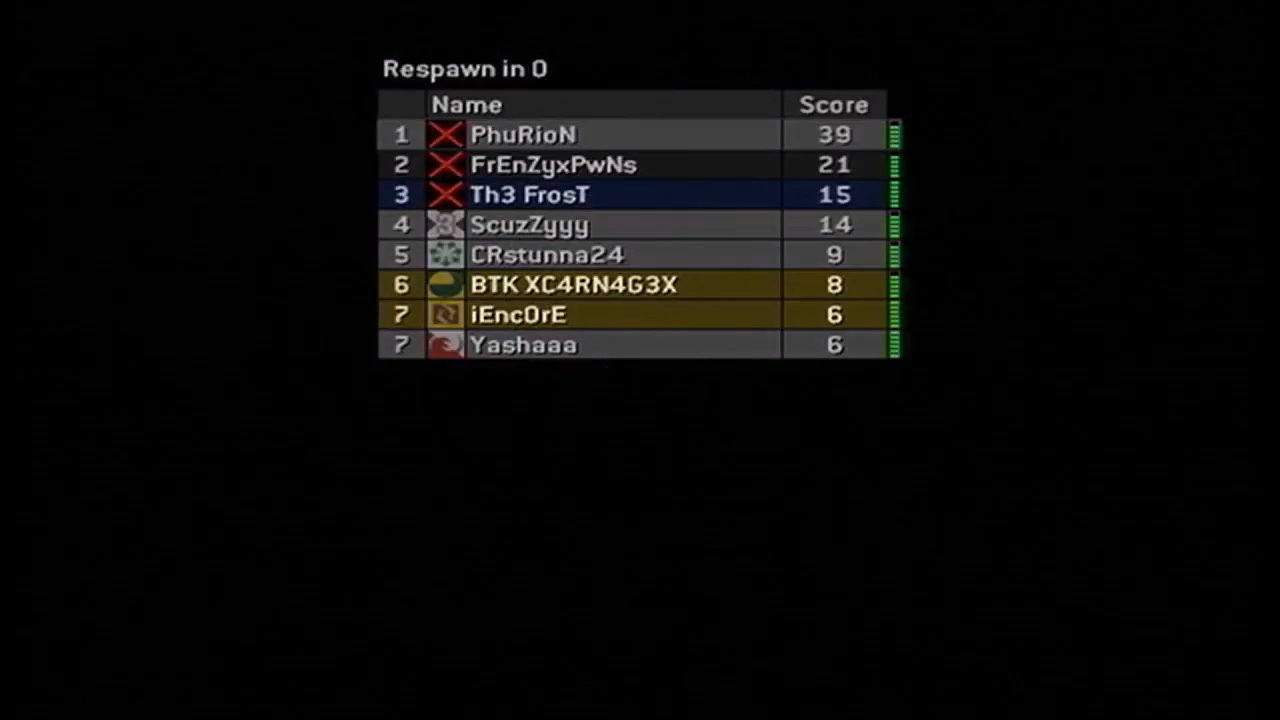 Respawn in 0
Name Score
1 PhuRioN 39
2 FrEnZyxPwNs 21
3 Th3 FrosT 15
4 3 ScuzZyyy 14
5 CRstunna24 9
6 BTK XC4RN4G3X 8
7 iEncOrE 6
7 Yashaaa 6